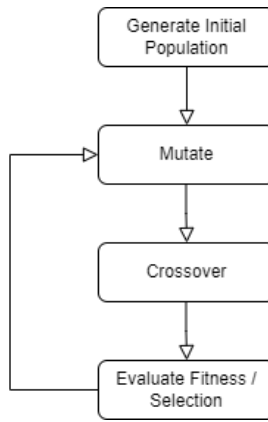 Generate Initial
Population
Mutate
Crossover
Evaluate Fitness /
Selection